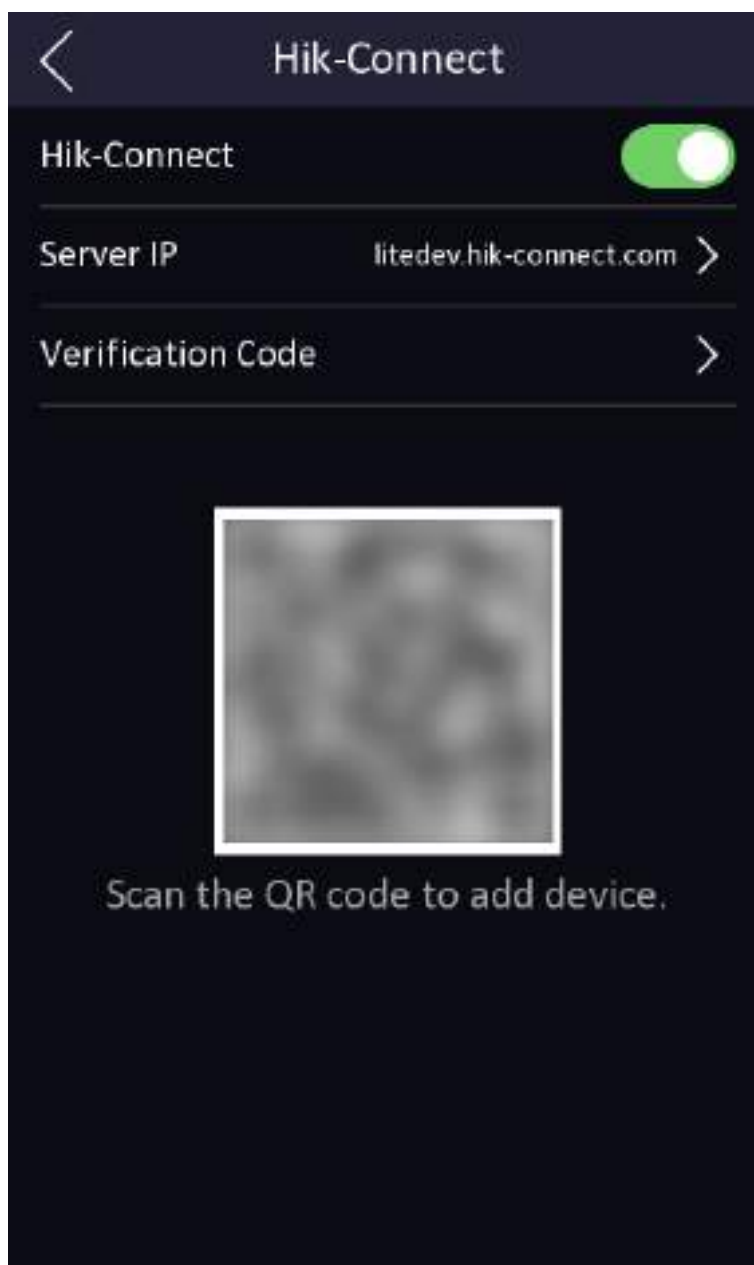 Hik-Connect
Hik-Connect
Server IP litedev.hik-connect.com
Verification Code
Scan the QR code to add device.